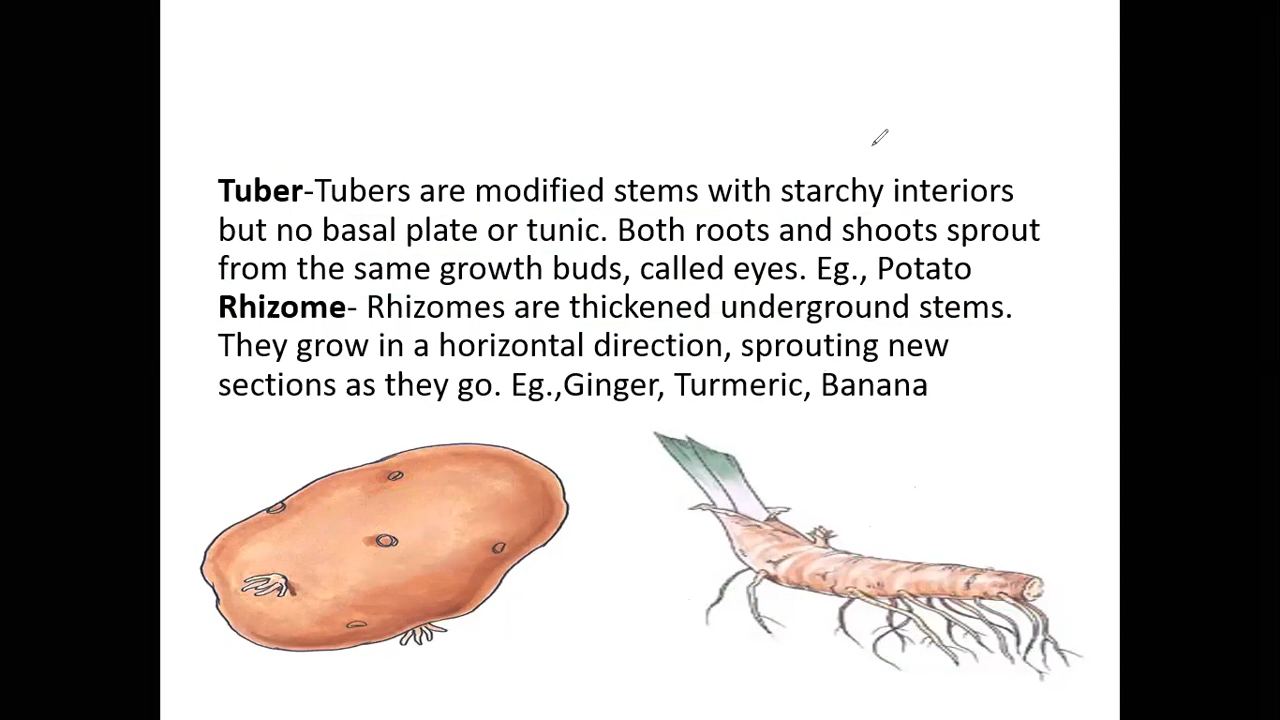 Tuber-Tubers are modified stems with starchy interiors
but no basal plate or tunic. Both roots and shoots sprout
from the same growth buds, called eyes. Eg., Potato
Rhizome- Rhizomes are thickened underground stems.
They grow in a horizontal direction, sprouting new
sections as they go. Eg.,Ginger, Turmeric, Banana